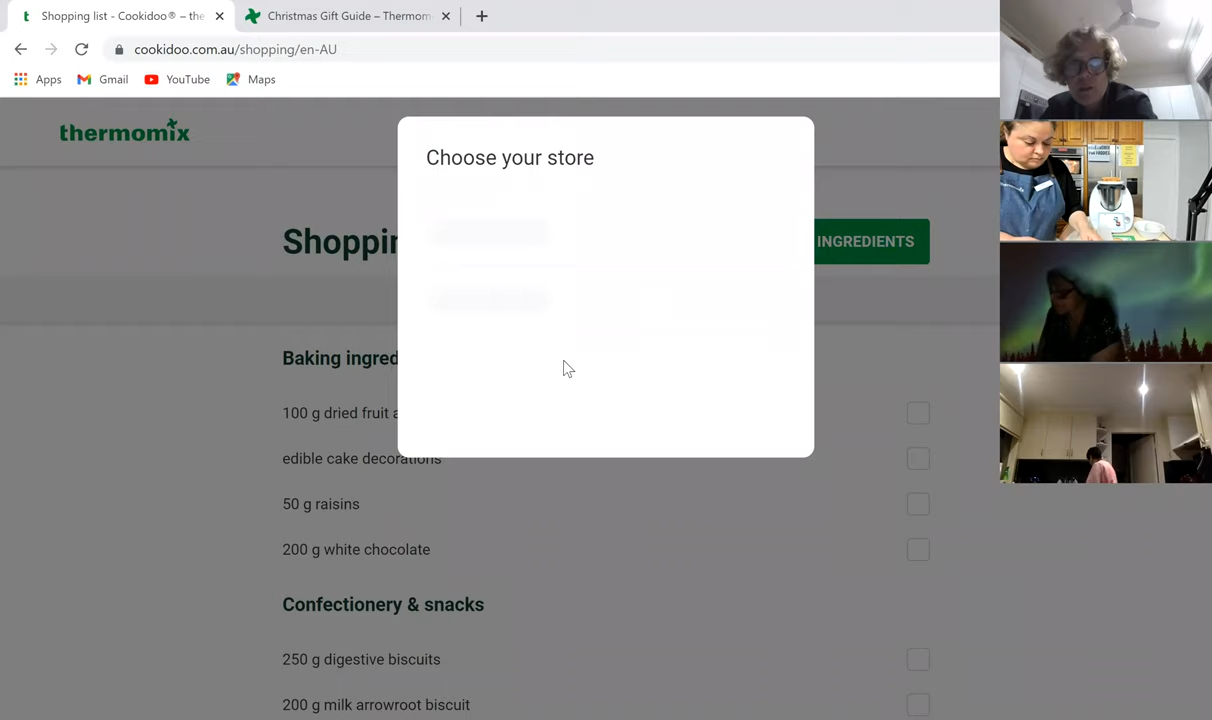 Shopping list - Cookidoo® – the
Christmas Gift Guide – Thermom
cookidoo.com.au/shopping/en-AU
Apps
Gmail
YouTube
Maps
thermomix
Choose your store
Shoppin
INGREDIENTS
Baking ingred
100 g dried fruit a
edible cake decorations
50 g raisins
200 g white chocolate
Confectionery & snacks
250 g digestive biscuits
200 g milk arrowroot biscuit